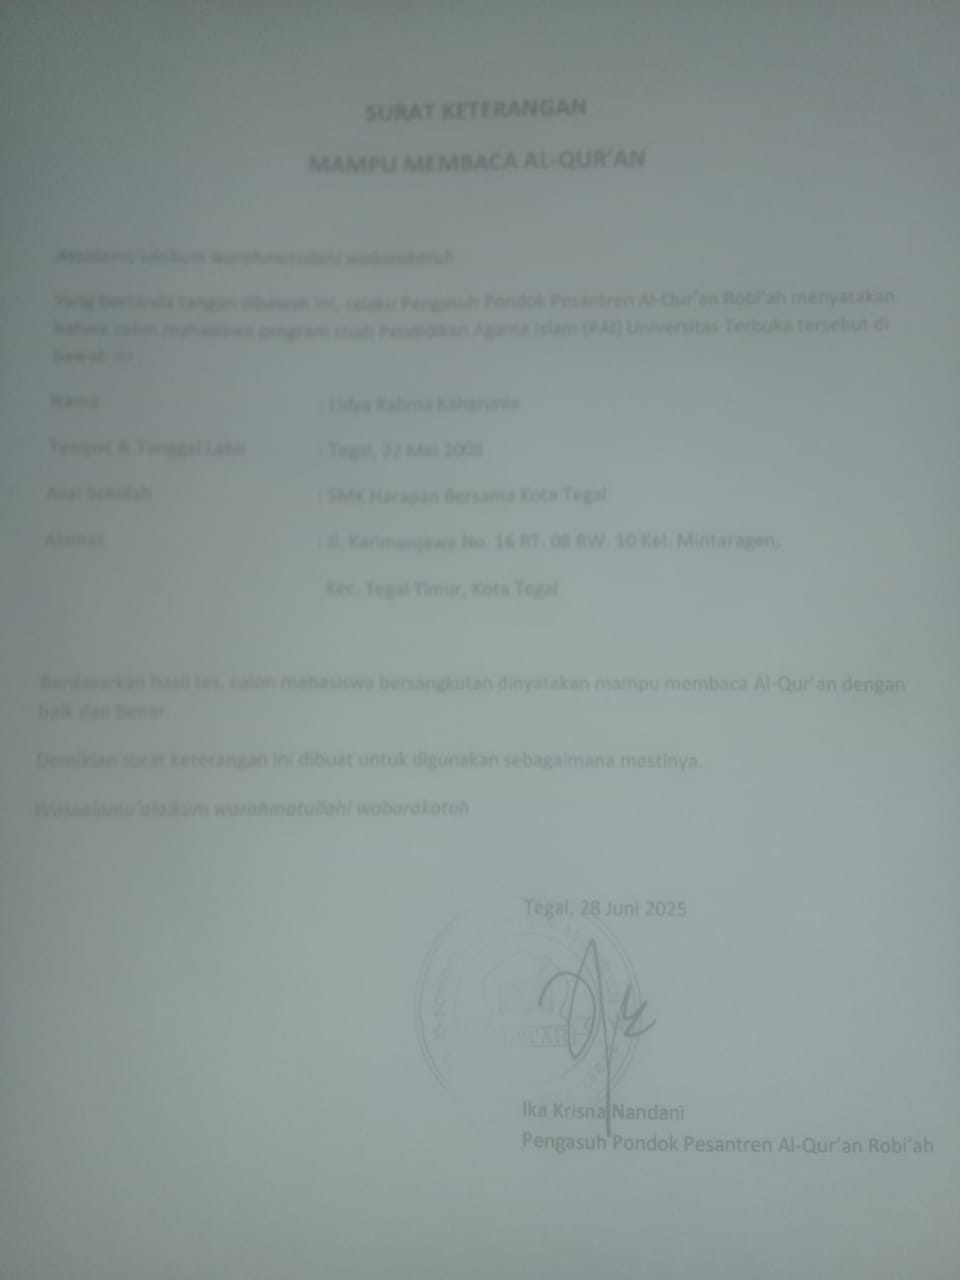 SURAT KETERANGAN
MAMPU MEMBACA AL-QUR'AN
Assalamu'alaikum warahmatullahi wabarakatuh
Yang bertanda tangan dibawah ini, selaku Pengasuh Pondok Pesantren Al-Qur'an Robi'ah menyatakan
bahwa calon mahasiswa program studi Pendidikan Agama Islam (PAI) Universitas Terbuka tersebut di
bawah ini :
Nama : Lidya Rahma Kaharunia
Tempat & Tanggal Lahir : Tegal, 22 Mei 2005
Asal Sekolah : SMK Harapan Bersama Kota Tegal
Alamat : Jl. Karimunjawa No. 16 RT. 08 RW. 10 Kel. Mintaragen,
Kec. Tegal Timur, Kota Tegal
Berdasarkan hasil tes, calon mahasiswa bersangkutan dinyatakan mampu membaca Al-Qur'an dengan
baik dan benar.
Demikian surat keterangan ini dibuat untuk digunakan sebagaimana mestinya.
Wassalamu'alaikum warahmatullahi wabarakatuh
Tegal, 28 Juni 2025
Ika Krisna Nandani
Pengasuh Pondok Pesantren Al-Qur'an Robi'ah